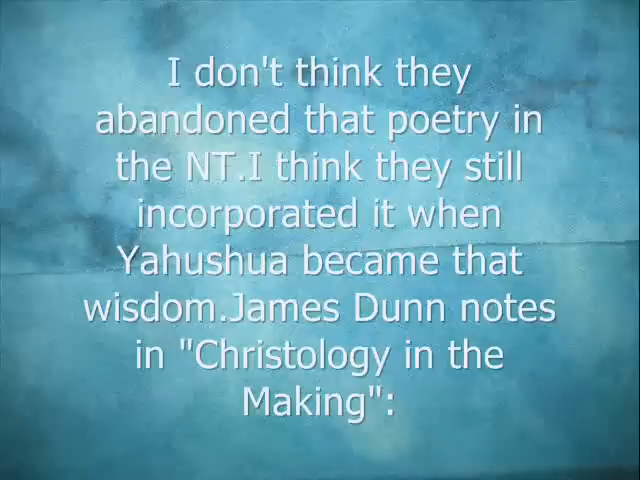 I don't think they
abandoned that poetry in
the NT.I think they still
incorporated it when
Yahushua became that
wisdom.James Dunn notes
in "Christology in the
Making":